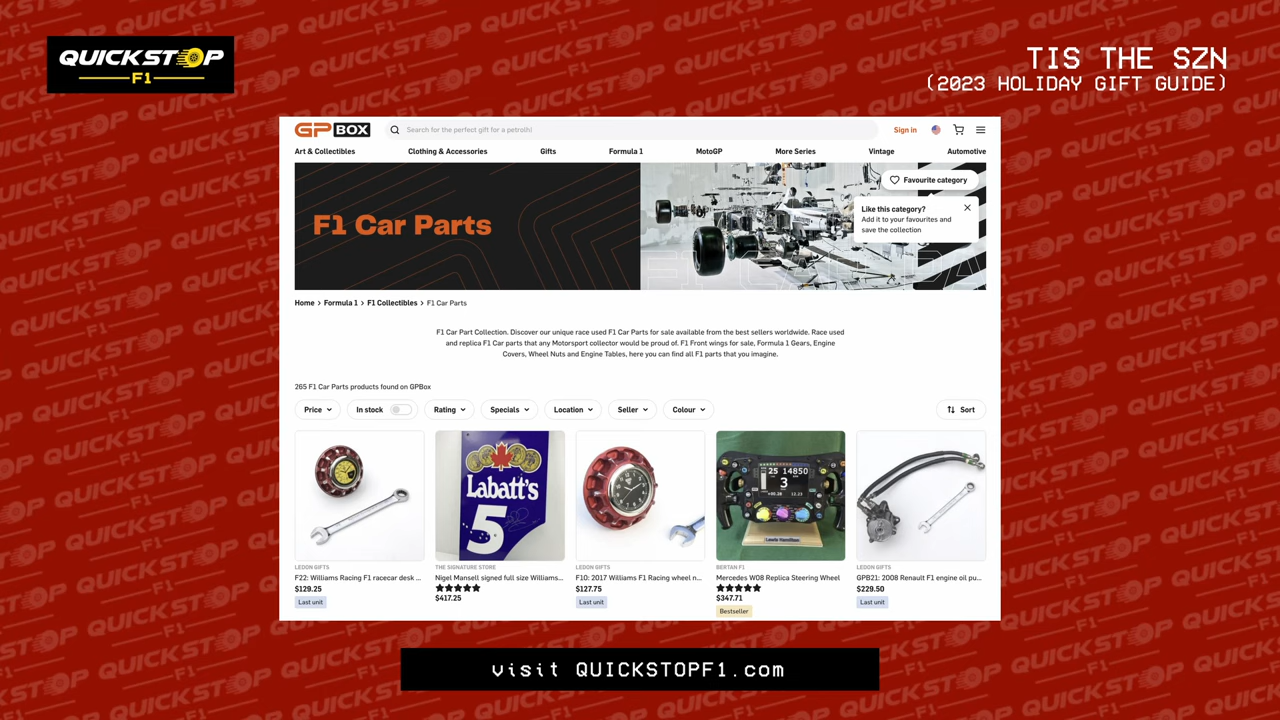 QUICKSTOP
F1
TIS THE SZN
(2023 HOLIDAY GIFT GUIDE)
GPBOX
Search for the perfect gift for a petrolh|
Sign in
Art & Collectibles
Clothing & Accessories
Gifts
Formula 1
MotoGP
More Series
Vintage
Automotive
F1 Car Parts
Favourite category
Like this category?
Add it to your favourites and
save the collection
Home > Formula 1 > F1 Collectibles > F1 Car Parts
F1 Car Part Collection. Discover our unique race used F1 Car Parts for sale available from the best sellers worldwide. Race used
and replica F1 Car parts that any Motorsport collector would be proud of. F1 Front wings for sale, Formula 1 Gears, Engine
Covers, Wheel Nuts and Engine Tables, here you can find all F1 parts that you imagine.
265 F1 Car Parts products found on GPBox
Price
In stock
Rating
Specials
Location
Seller
Colour
Sort
Labatt's
5
25 14850
3
Lewis Hamilton
LEDON GIFTS
F22: Williams Racing F1 racecar desk ...
$129.25
Last unit
THE SIGNATURE STORE
Nigel Mansell signed full size Williams...
$417.25
LEDON GIFTS
F10: 2017 Williams F1 Racing wheel n...
$127.75
Last unit
BERTAN F1
Mercedes W08 Replica Steering Wheel
$347.71
Bestseller
LEDON GIFTS
GPB21: 2008 Renault F1 engine oil pu...
$229.50
Last unit
visit QUICKSTOPF1.com